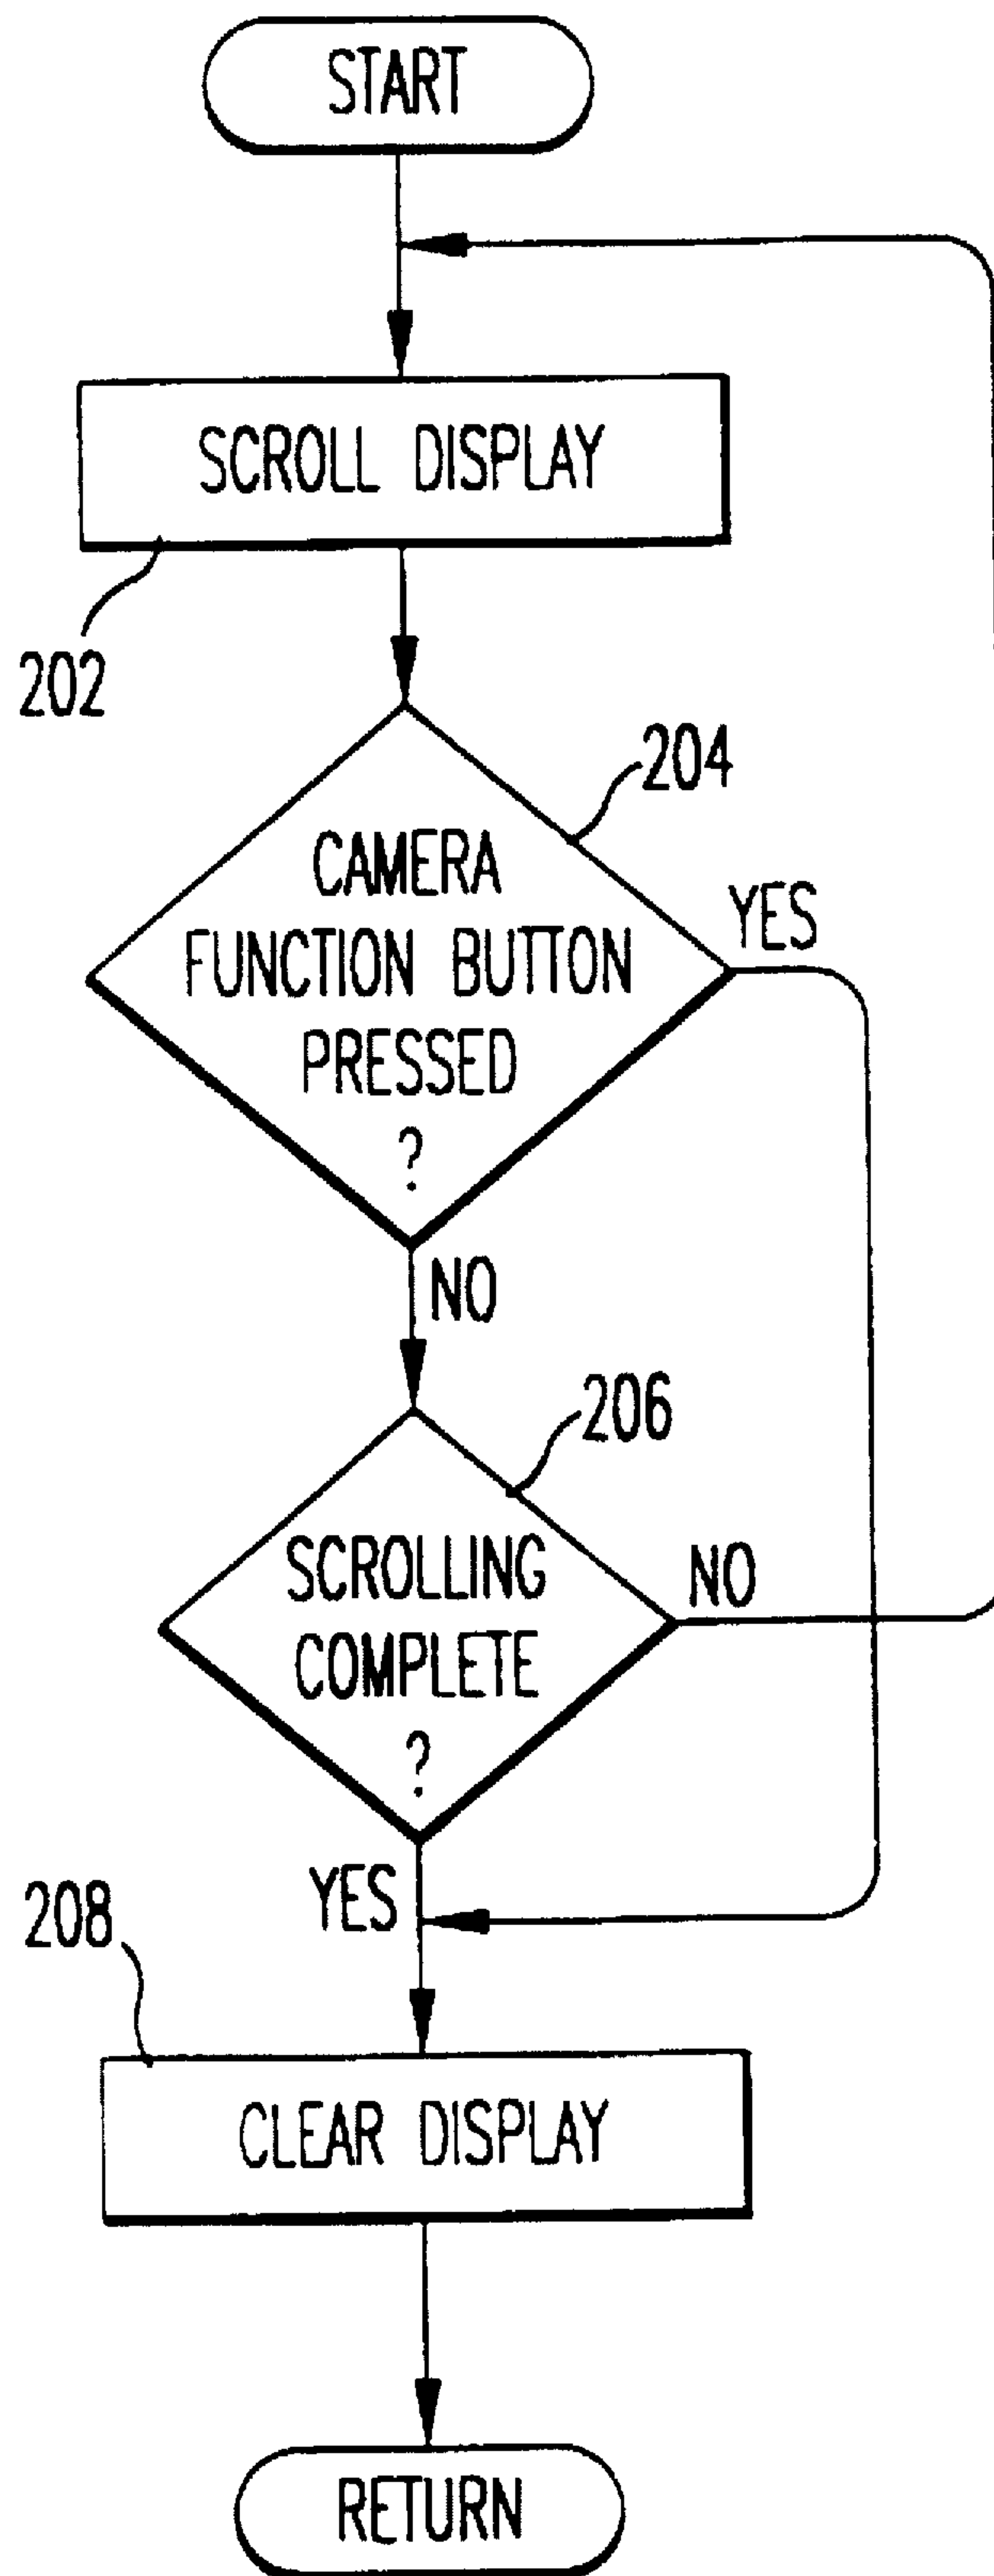 START
SCROLL DISPLAY
202
204
CAMERA
FUNCTION BUTTON
PRESSED
?
YES
NO
206
SCROLLING
COMPLETE
?
NO
YES
208
CLEAR DISPLAY
RETURN